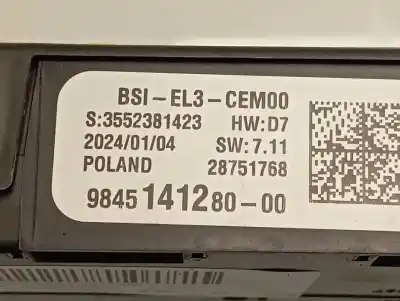 BSI-EL3-CEM00
S:3552381423 HW:D7
2024/01/04 SW:7.11
POLAND 28751768
9845141280-00